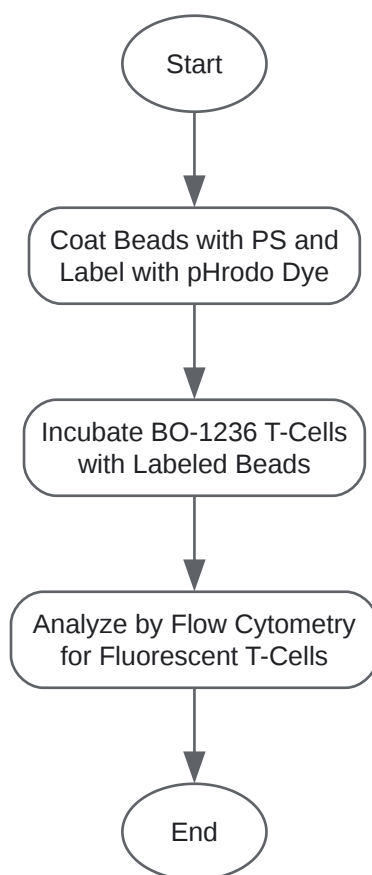 Start
Coat Beads with PS and
Label with pHrodo Dye
Incubate BO-1236 T-Cells
with Labeled Beads
Analyze by Flow Cytometry
for Fluorescent T-Cells
End